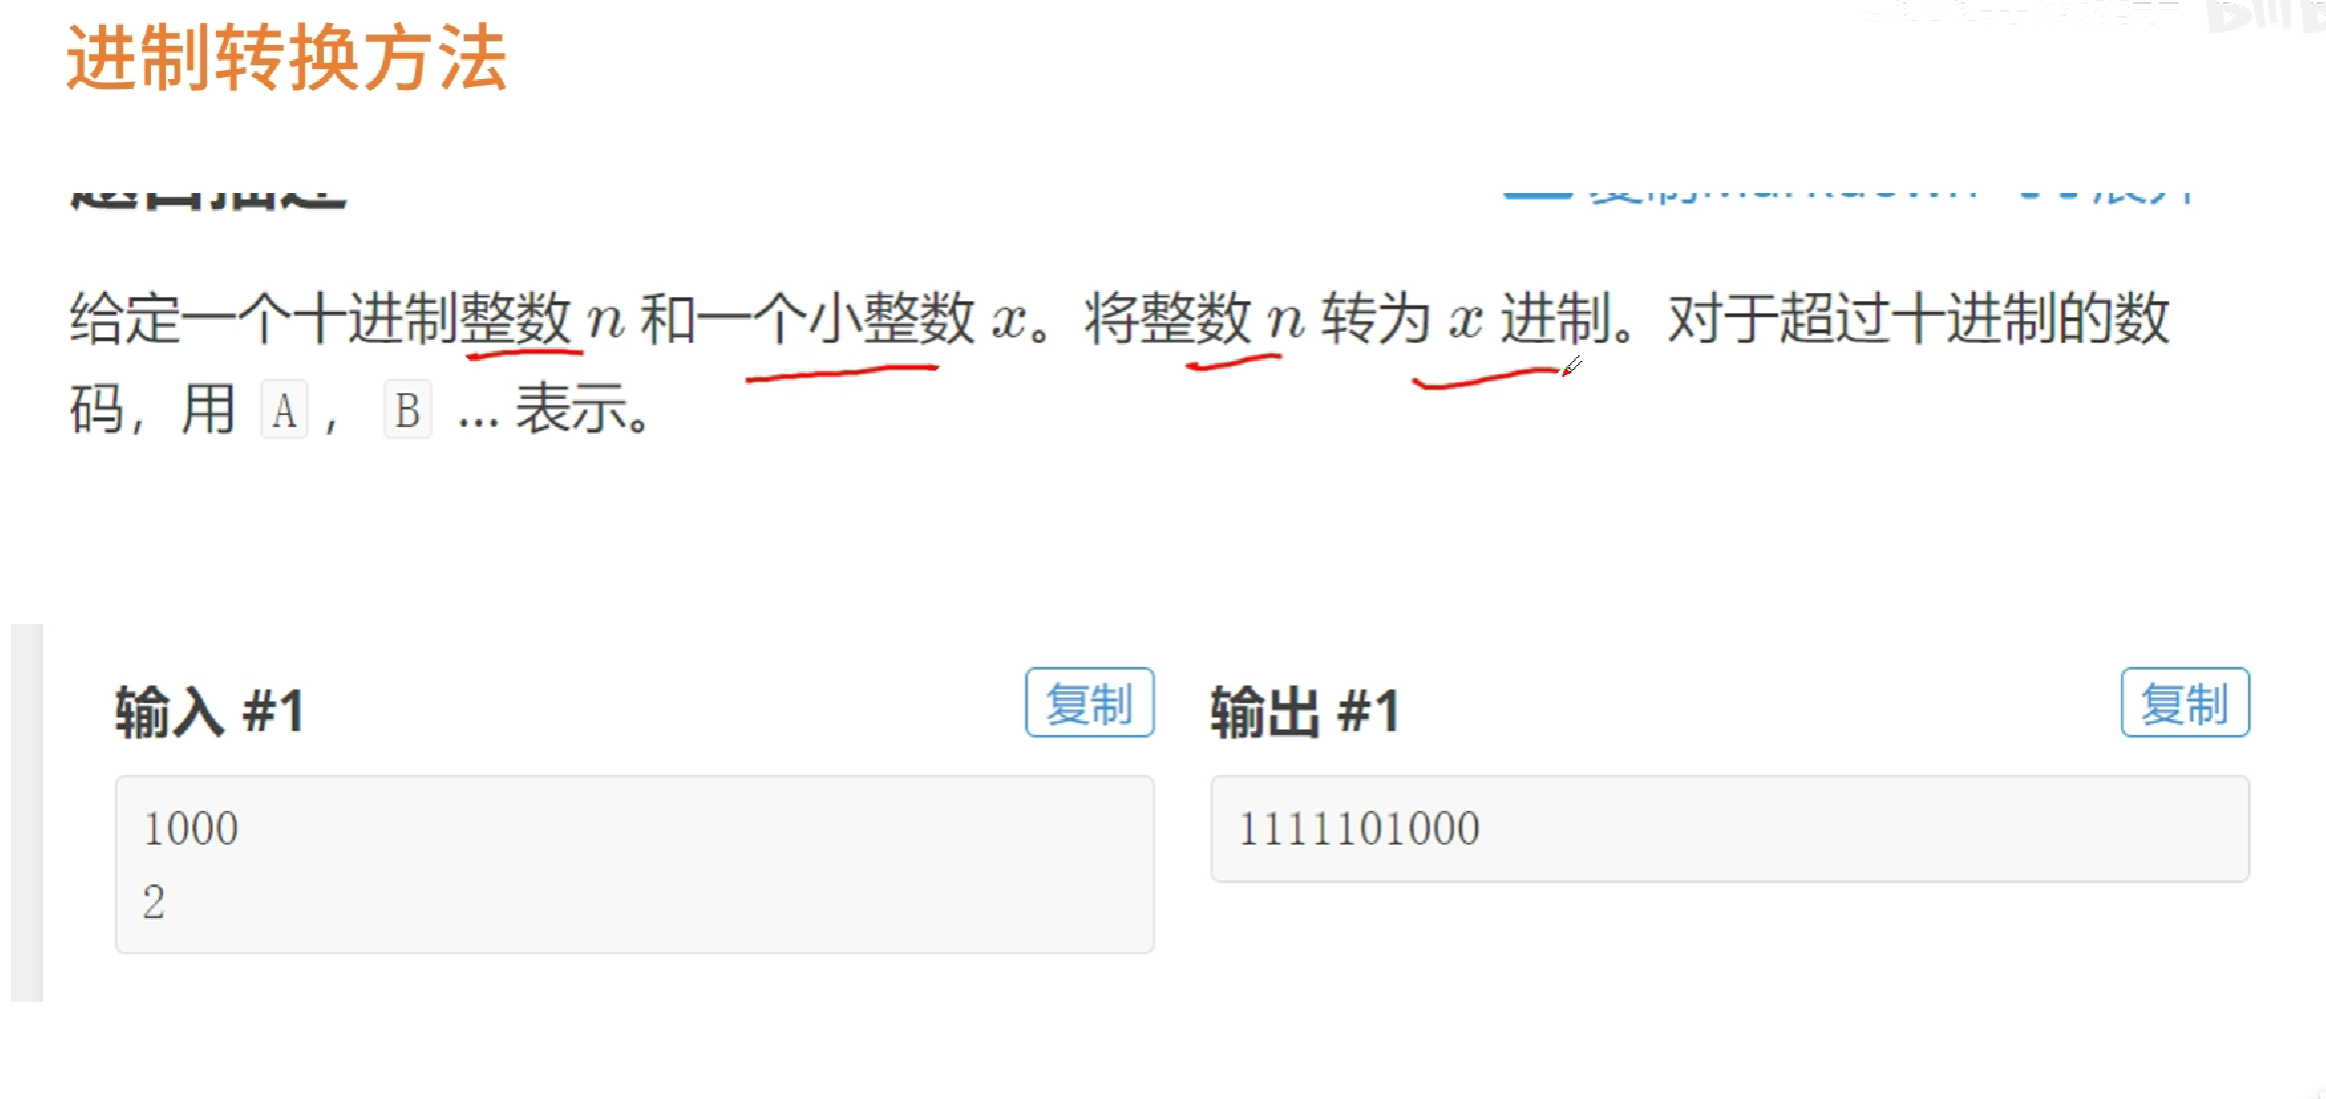 进制转换方法
给定一个十进制整数 n 和一个小整数 x。将整数 n 转为 x 进制。对于超过十进制的数
码，用 A ， B ... 表示。
输入 #1
复制
输出 #1
复制
1000
2
1111101000